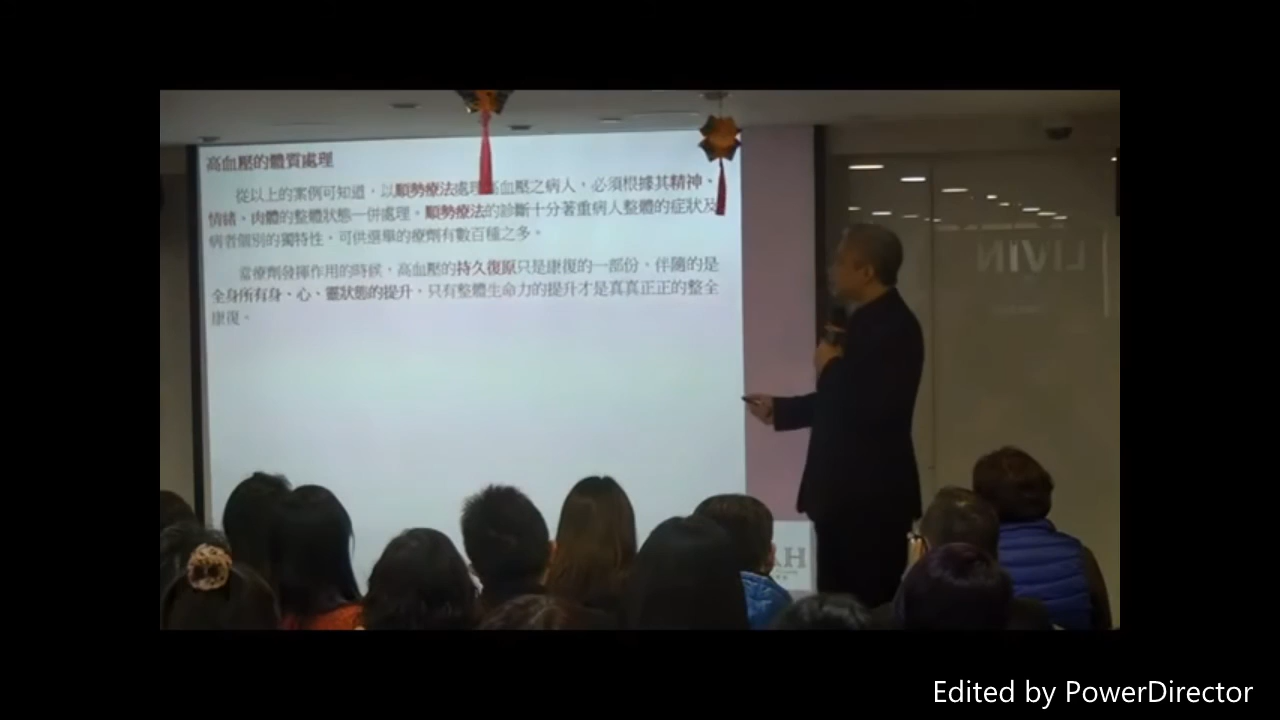 高血壓的體質處理
從以上的案例可知道，以順勢療法處理高血壓之病人，必須根據其精神、
情緒、肉體的整體狀態一併處理。順勢療法的診斷十分著重病人整體的症狀及
病者個別的獨特性，可供選舉的療劑有數百種之多。
當療劑發揮作用的時候，高血壓的持久復原只是康復的一部份，伴隨的是
全身所有身、心、靈狀態的提升，只有整體生命力的提升才是真真正正的整全
康復。
LIVIN
Edited by PowerDirector